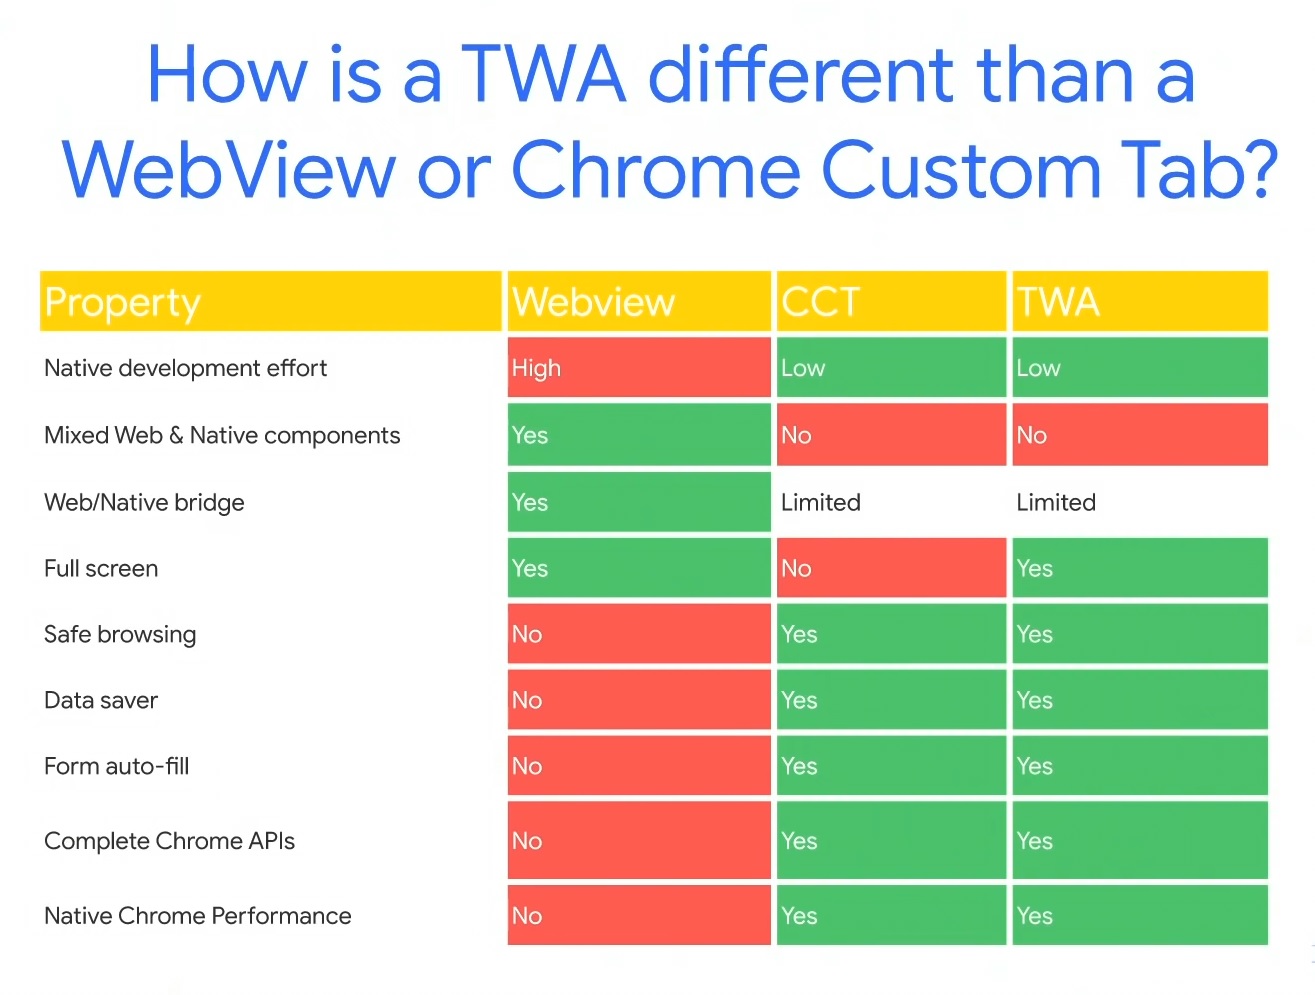 How is a TWA different than a
WebView or Chrome Custom Tab?
Property Webview CCT TWA
Native development effort High Low Low
Mixed Web & Native components Yes No No
Web/Native bridge Yes Limited Limited
Full screen Yes No Yes
Safe browsing No Yes Yes
Data saver No Yes Yes
Form auto-fill No Yes Yes
Complete Chrome APIs No Yes Yes
Native Chrome Performance No Yes Yes